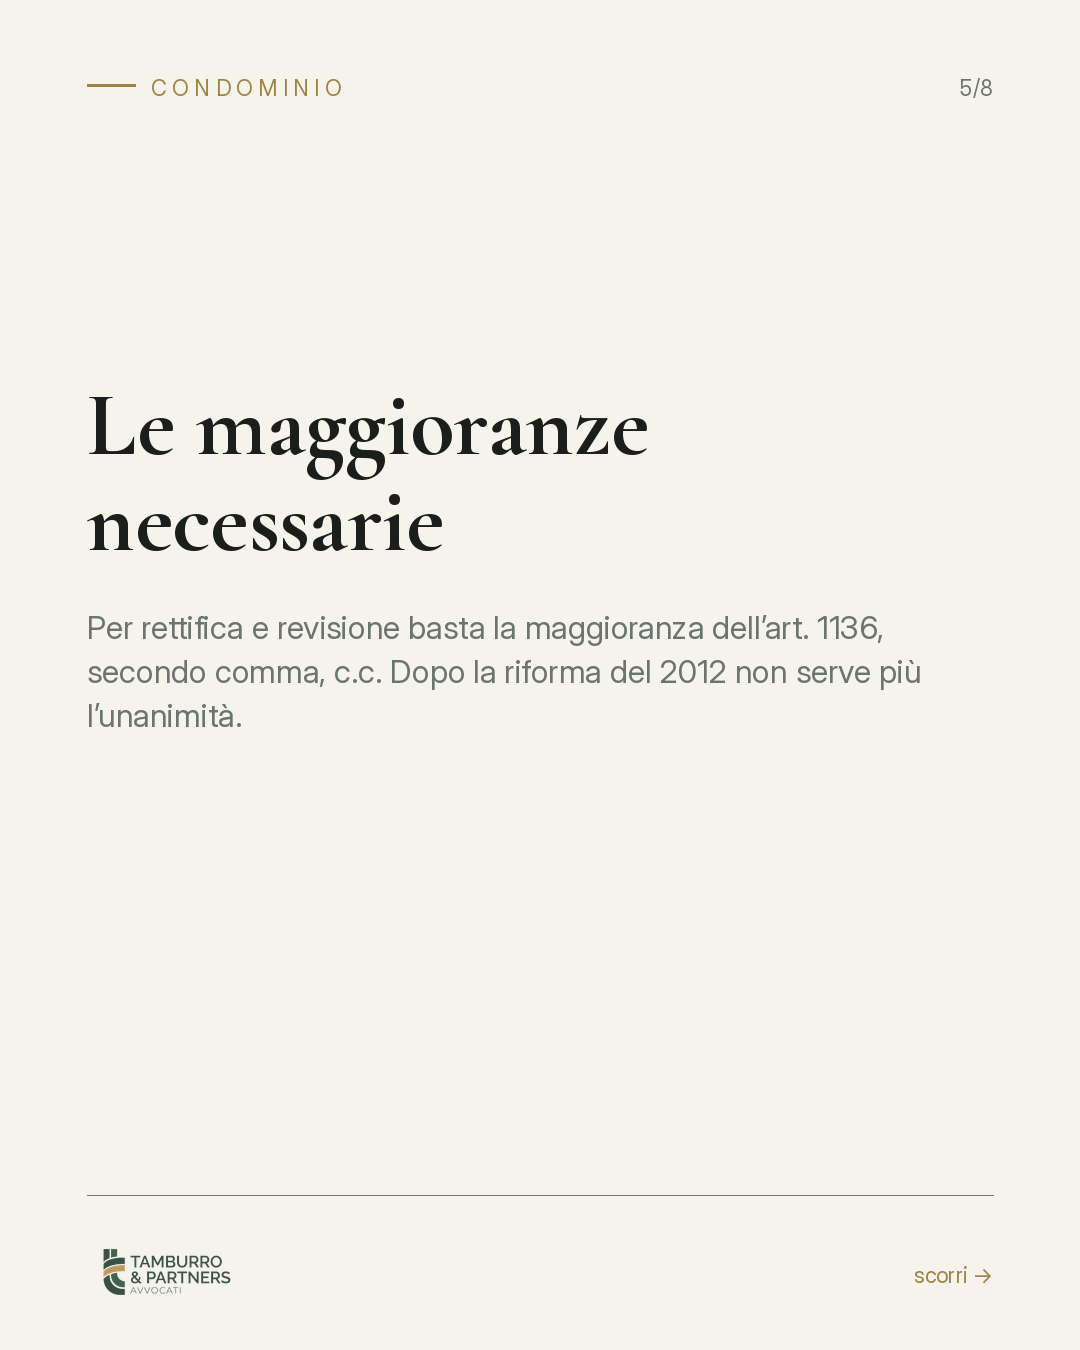 CONDOMINIO
5/8
Le maggioranze
necessarie
Per rettifica e revisione basta la maggioranza dell’art. 1136,
secondo comma, c.c. Dopo la riforma del 2012 non serve più
l’unanimità.
TAMBURRO
& PARTNERS
AVVOCATI
scorri →